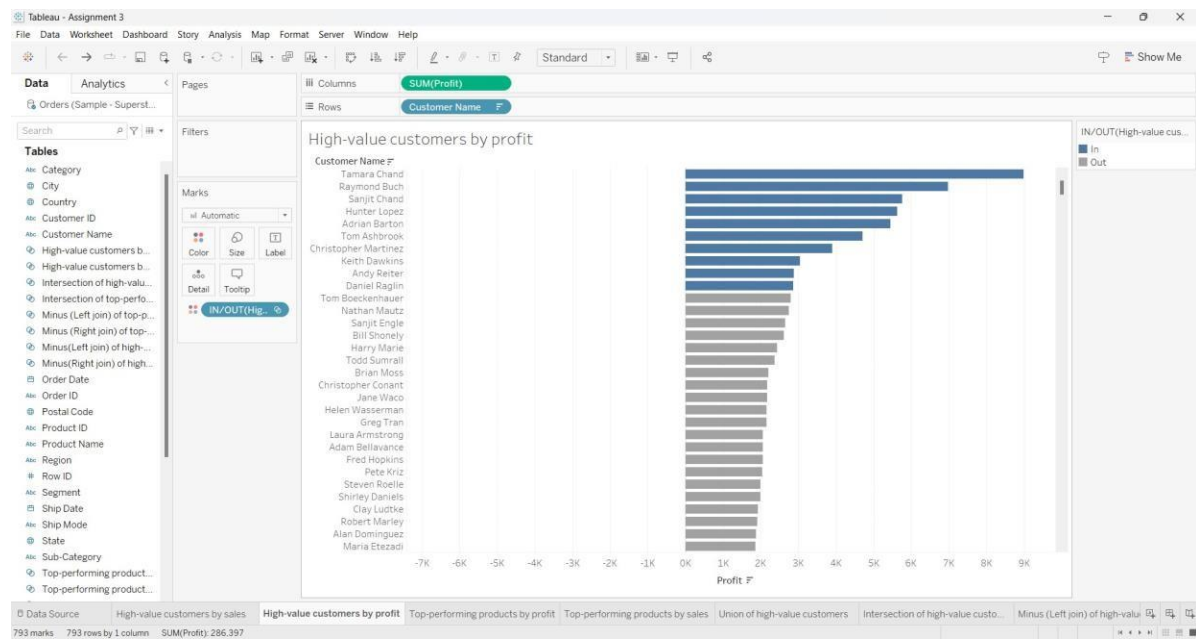 Tableau - Assignment 3
File Data Worksheet Dashboard Story Analysis Map Format Server Window Help
Standard
Show Me
Data Analytics
Orders (Sample - Superst...
Search
Tables
Abc Category
City
Country
Abc Customer ID
Abc Customer Name
High-value customers b...
High-value customers b...
Intersection of high-valu...
Intersection of top-perfo...
Minus (Left join) of top-p...
Minus (Right join) of top-...
Minus(Left join) of high-...
Minus(Right join) of high...
Order Date
Abc Order ID
Postal Code
Abc Product ID
Abc Product Name
Abc Region
# Row ID
Abc Segment
Ship Date
Abc Ship Mode
State
Abc Sub-Category
Top-performing product...
Top-performing product...
Pages
Filters
Marks
Automatic
Color Size Label
Detail Tooltip
IN/OUT(Hig..
Columns SUM(Profit)
Rows Customer Name
High-value customers by profit
Customer Name
Tamara Chand
Raymond Buch
Sanjit Chand
Hunter Lopez
Adrian Barton
Tom Ashbrook
Christopher Martinez
Keith Dawkins
Andy Reiter
Daniel Raglin
Tom Boeckenhauer
Nathan Mautz
Sanjit Engle
Bill Shonely
Harry Marie
Todd Sumrall
Brian Moss
Christopher Conant
Jane Waco
Helen Wasserman
Greg Tran
Laura Armstrong
Adam Bellavance
Fred Hopkins
Pete Kriz
Steven Roelle
Shirley Daniels
Clay Ludtke
Robert Marley
Alan Dominguez
Maria Etezadi
-7K -6K -5K -4K -3K -2K -1K 0K 1K 2K 3K 4K 5K 6K 7K 8K 9K
Profit
IN/OUT(High-value cus...
In
Out
Data Source High-value customers by sales High-value customers by profit Top-performing products by profit Top-performing products by sales Union of high-value customers Intersection of high-value custo... Minus (Left join) of high-valu
793 marks 793 rows by 1 column SUM(Profit): 286,397